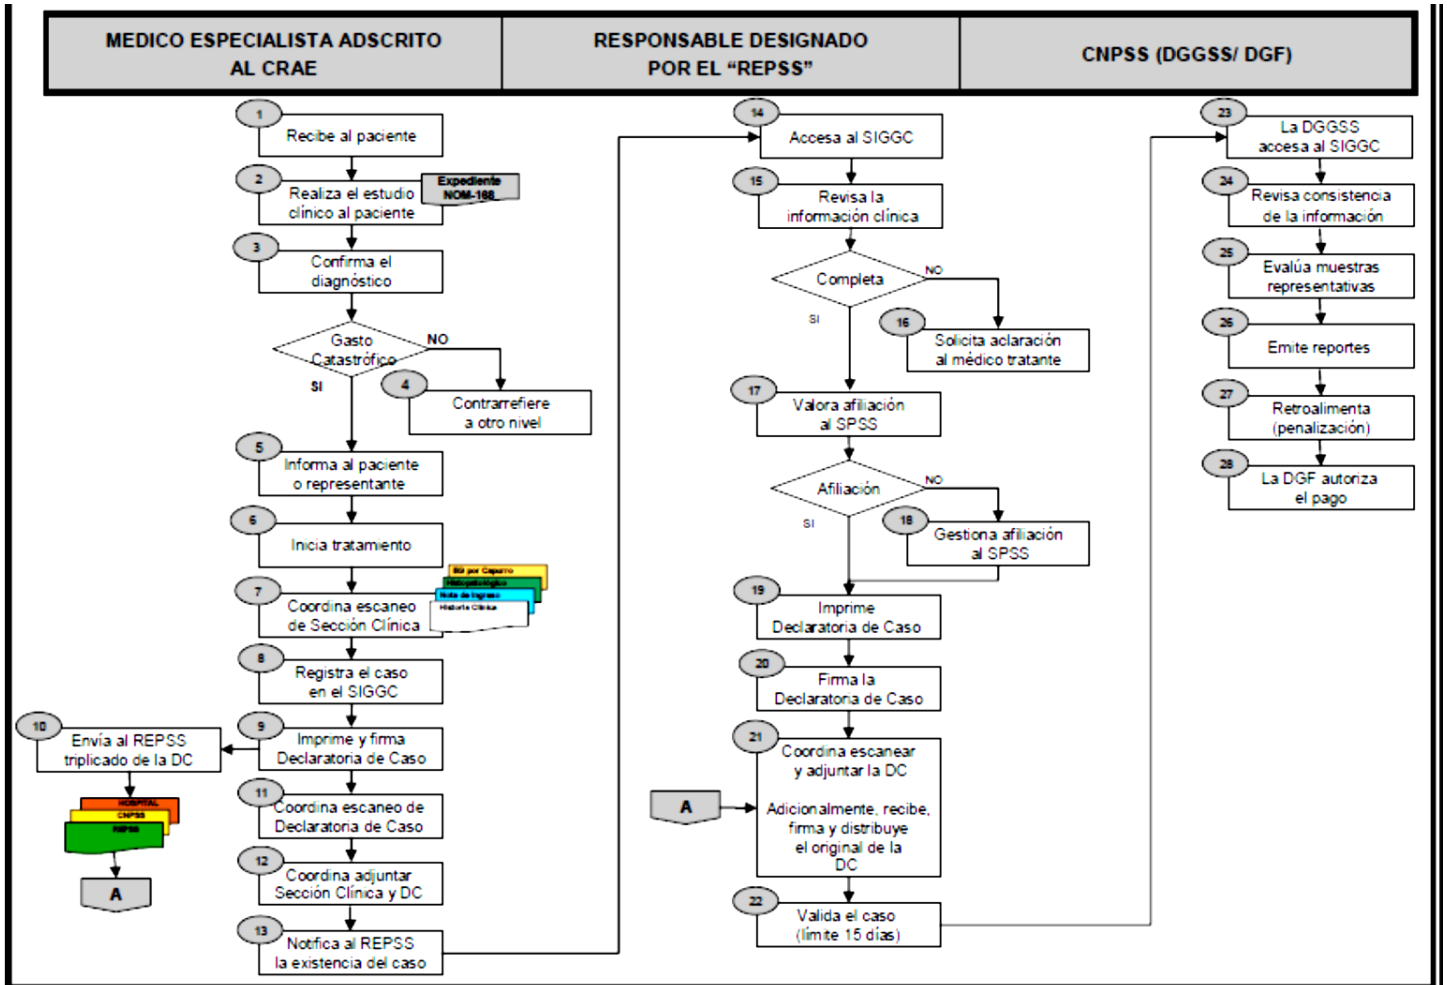 MEDICO ESPECIALISTA ADSCRITO
AL CRAE
RESPONSABLE DESIGNADO
POR EL “REPSS”
CNPSS (DGGSS/ DGF)
1
Recibe al paciente
2
Realiza el estudio
clínico al paciente
Expediente
NOM-168
3
Confirma el
diagnóstico
Gasto
Catastrófico
NO
SI
4
Contrarrefiere
a otro nivel
5
Informa al paciente
o representante
6
Inicia tratamiento
7
Coordina escaneo
de Sección Clínica
SG por Capurro
Histopatológico
Nota de Ingreso
Historia Clínica
8
Registra el caso
en el SIGGC
9
Imprime y firma
Declaratoria de Caso
10
Envía al REPSS
triplicado de la DC
HOSPITAL
CNPSS
REPSS
A
11
Coordina escaneo de
Declaratoria de Caso
12
Coordina adjuntar
Sección Clínica y DC
13
Notifica al REPSS
la existencia del caso
14
Accesa al SIGGC
15
Revisa la
información clínica
Completa
NO
SI
16
Solicita aclaración
al médico tratante
17
Valora afiliación
al SPSS
Afiliación
NO
SI
18
Gestiona afiliación
al SPSS
19
Imprime
Declaratoria de Caso
20
Firma la
Declaratoria de Caso
21
Coordina escanear
y adjuntar la DC
Adicionalmente, recibe,
firma y distribuye
el original de la
DC
A
22
Valida el caso
(límite 15 días)
23
La DGGSS
accesa al SIGGC
24
Revisa consistencia
de la información
25
Evalúa muestras
representativas
26
Emite reportes
27
Retroalimenta
(penalización)
28
La DGF autoriza
el pago